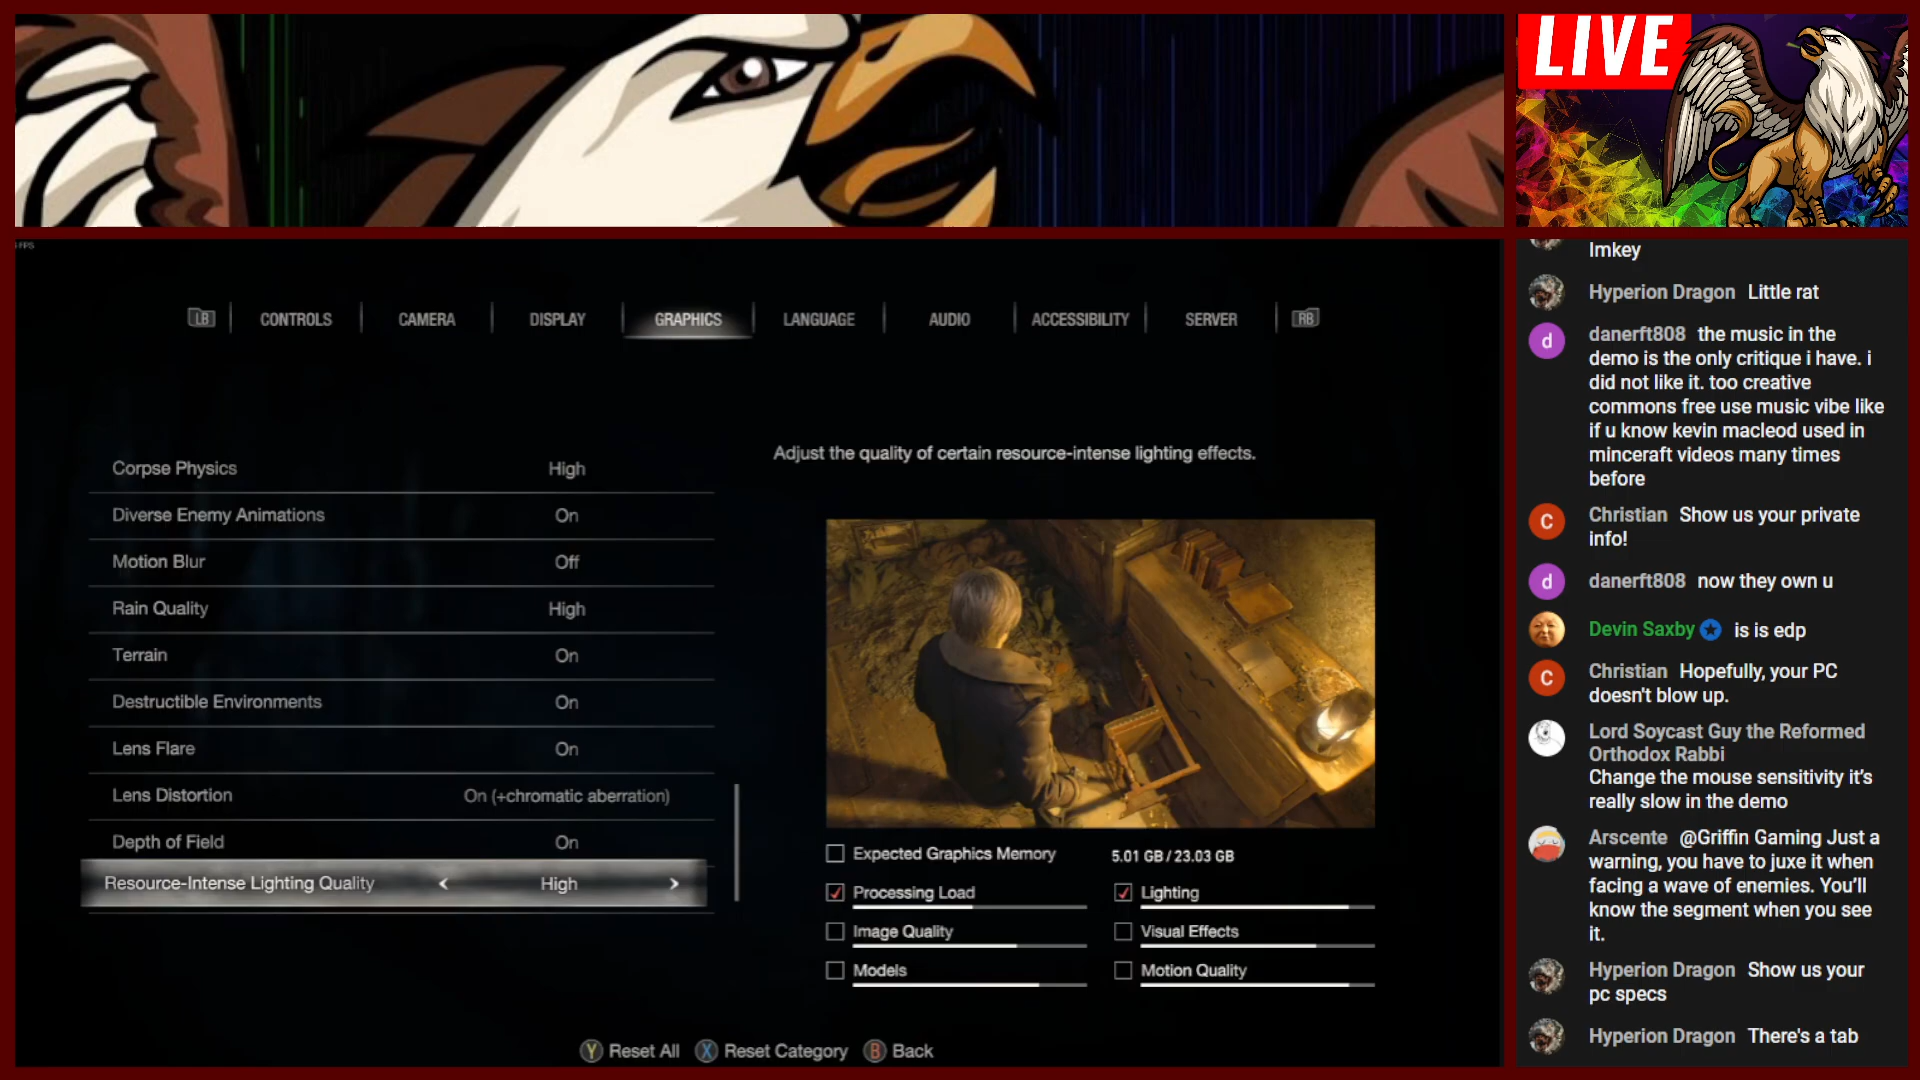 LIVE
FPS
LB
CONTROLS
CAMERA
DISPLAY
GRAPHICS
LANGUAGE
AUDIO
ACCESSIBILITY
SERVER
RB
Corpse Physics High
Diverse Enemy Animations On
Motion Blur Off
Rain Quality High
Terrain On
Destructible Environments On
Lens Flare On
Lens Distortion On (+chromatic aberration)
Depth of Field On
Resource-Intense Lighting Quality High
Adjust the quality of certain resource-intense lighting effects.
Expected Graphics Memory 5.01 GB / 23.03 GB
Processing Load Lighting
Image Quality Visual Effects
Models Motion Quality
Y Reset All X Reset Category B Back
lmkey
Hyperion Dragon Little rat
d danerft808 the music in the
demo is the only critique i have. i
did not like it. too creative
commons free use music vibe like
if u know kevin macleod used in
minceraft videos many times
before
C Christian Show us your private
info!
d danerft808 now they own u
Devin Saxby is is edp
C Christian Hopefully, your PC
doesn't blow up.
Lord Soycast Guy the Reformed
Orthodox Rabbi
Change the mouse sensitivity it's
really slow in the demo
Arscente @Griffin Gaming Just a
warning, you have to juxe it when
facing a wave of enemies. You'll
know the segment when you see
it.
Hyperion Dragon Show us your
pc specs
Hyperion Dragon There's a tab